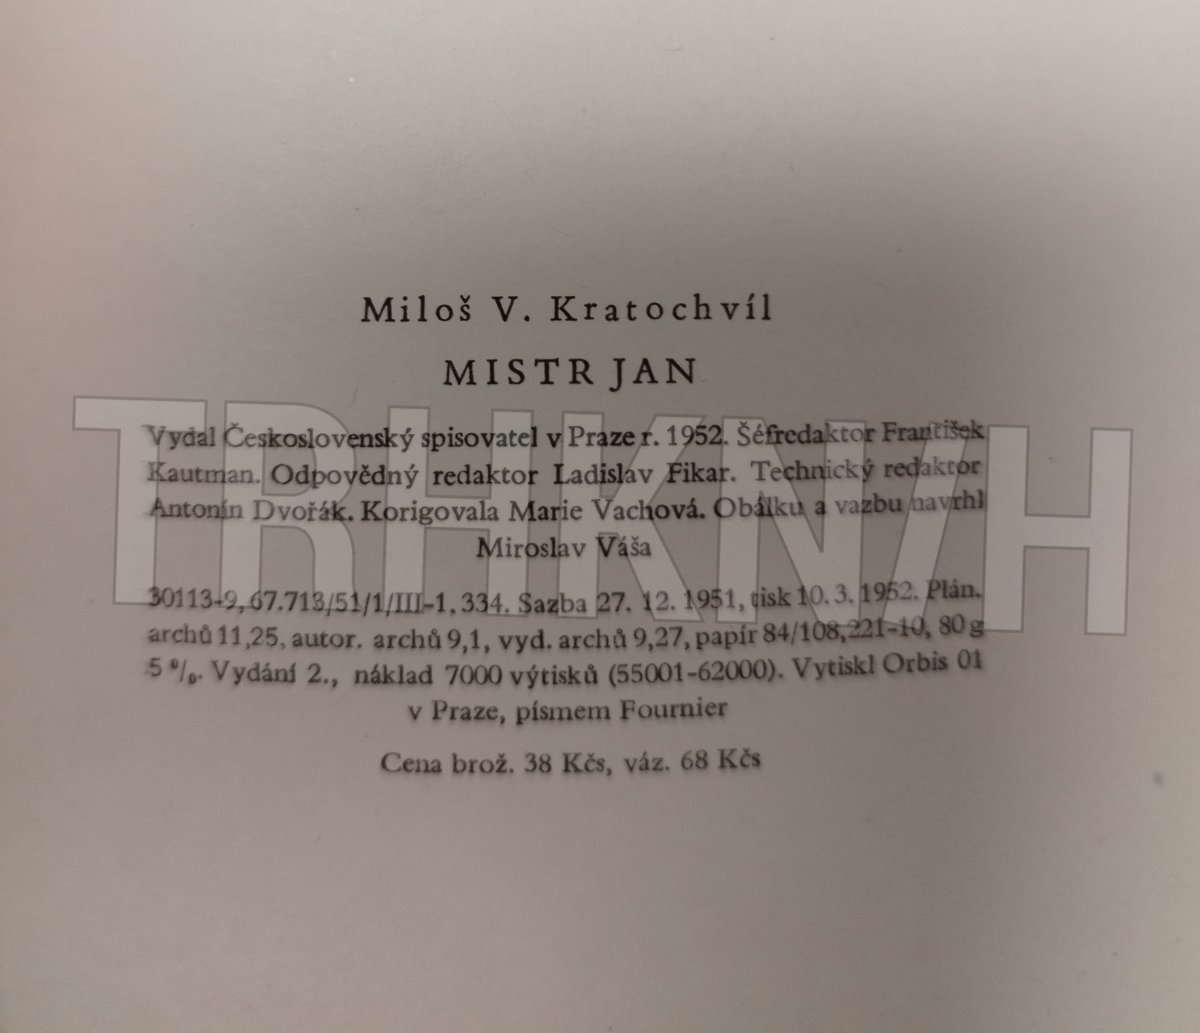 Miloš V. Kratochvíl
MISTR JAN
Vydal Československý spisovatel v Praze r. 1952. Šéfredaktor František
Kautman. Odpovědný redaktor Ladislav Fikar. Technický redaktor
Antonín Dvořák. Korigovala Marie Vachová. Obálku a vazbu navrhl
Miroslav Váša
30113-9, 67.713/51/1/III-1. 334. Sazba 27. 12. 1951, tisk 10. 3. 1952. Plán.
archů 11,25, autor. archů 9,1, vyd. archů 9,27, papír 84/108,221-10, 80 g
5 %. Vydání 2., náklad 7000 výtisků (55001-62000). Vytiskl Orbis 01
v Praze, písmem Fournier
Cena brož. 38 Kčs, váz. 68 Kčs
TRHKNIH